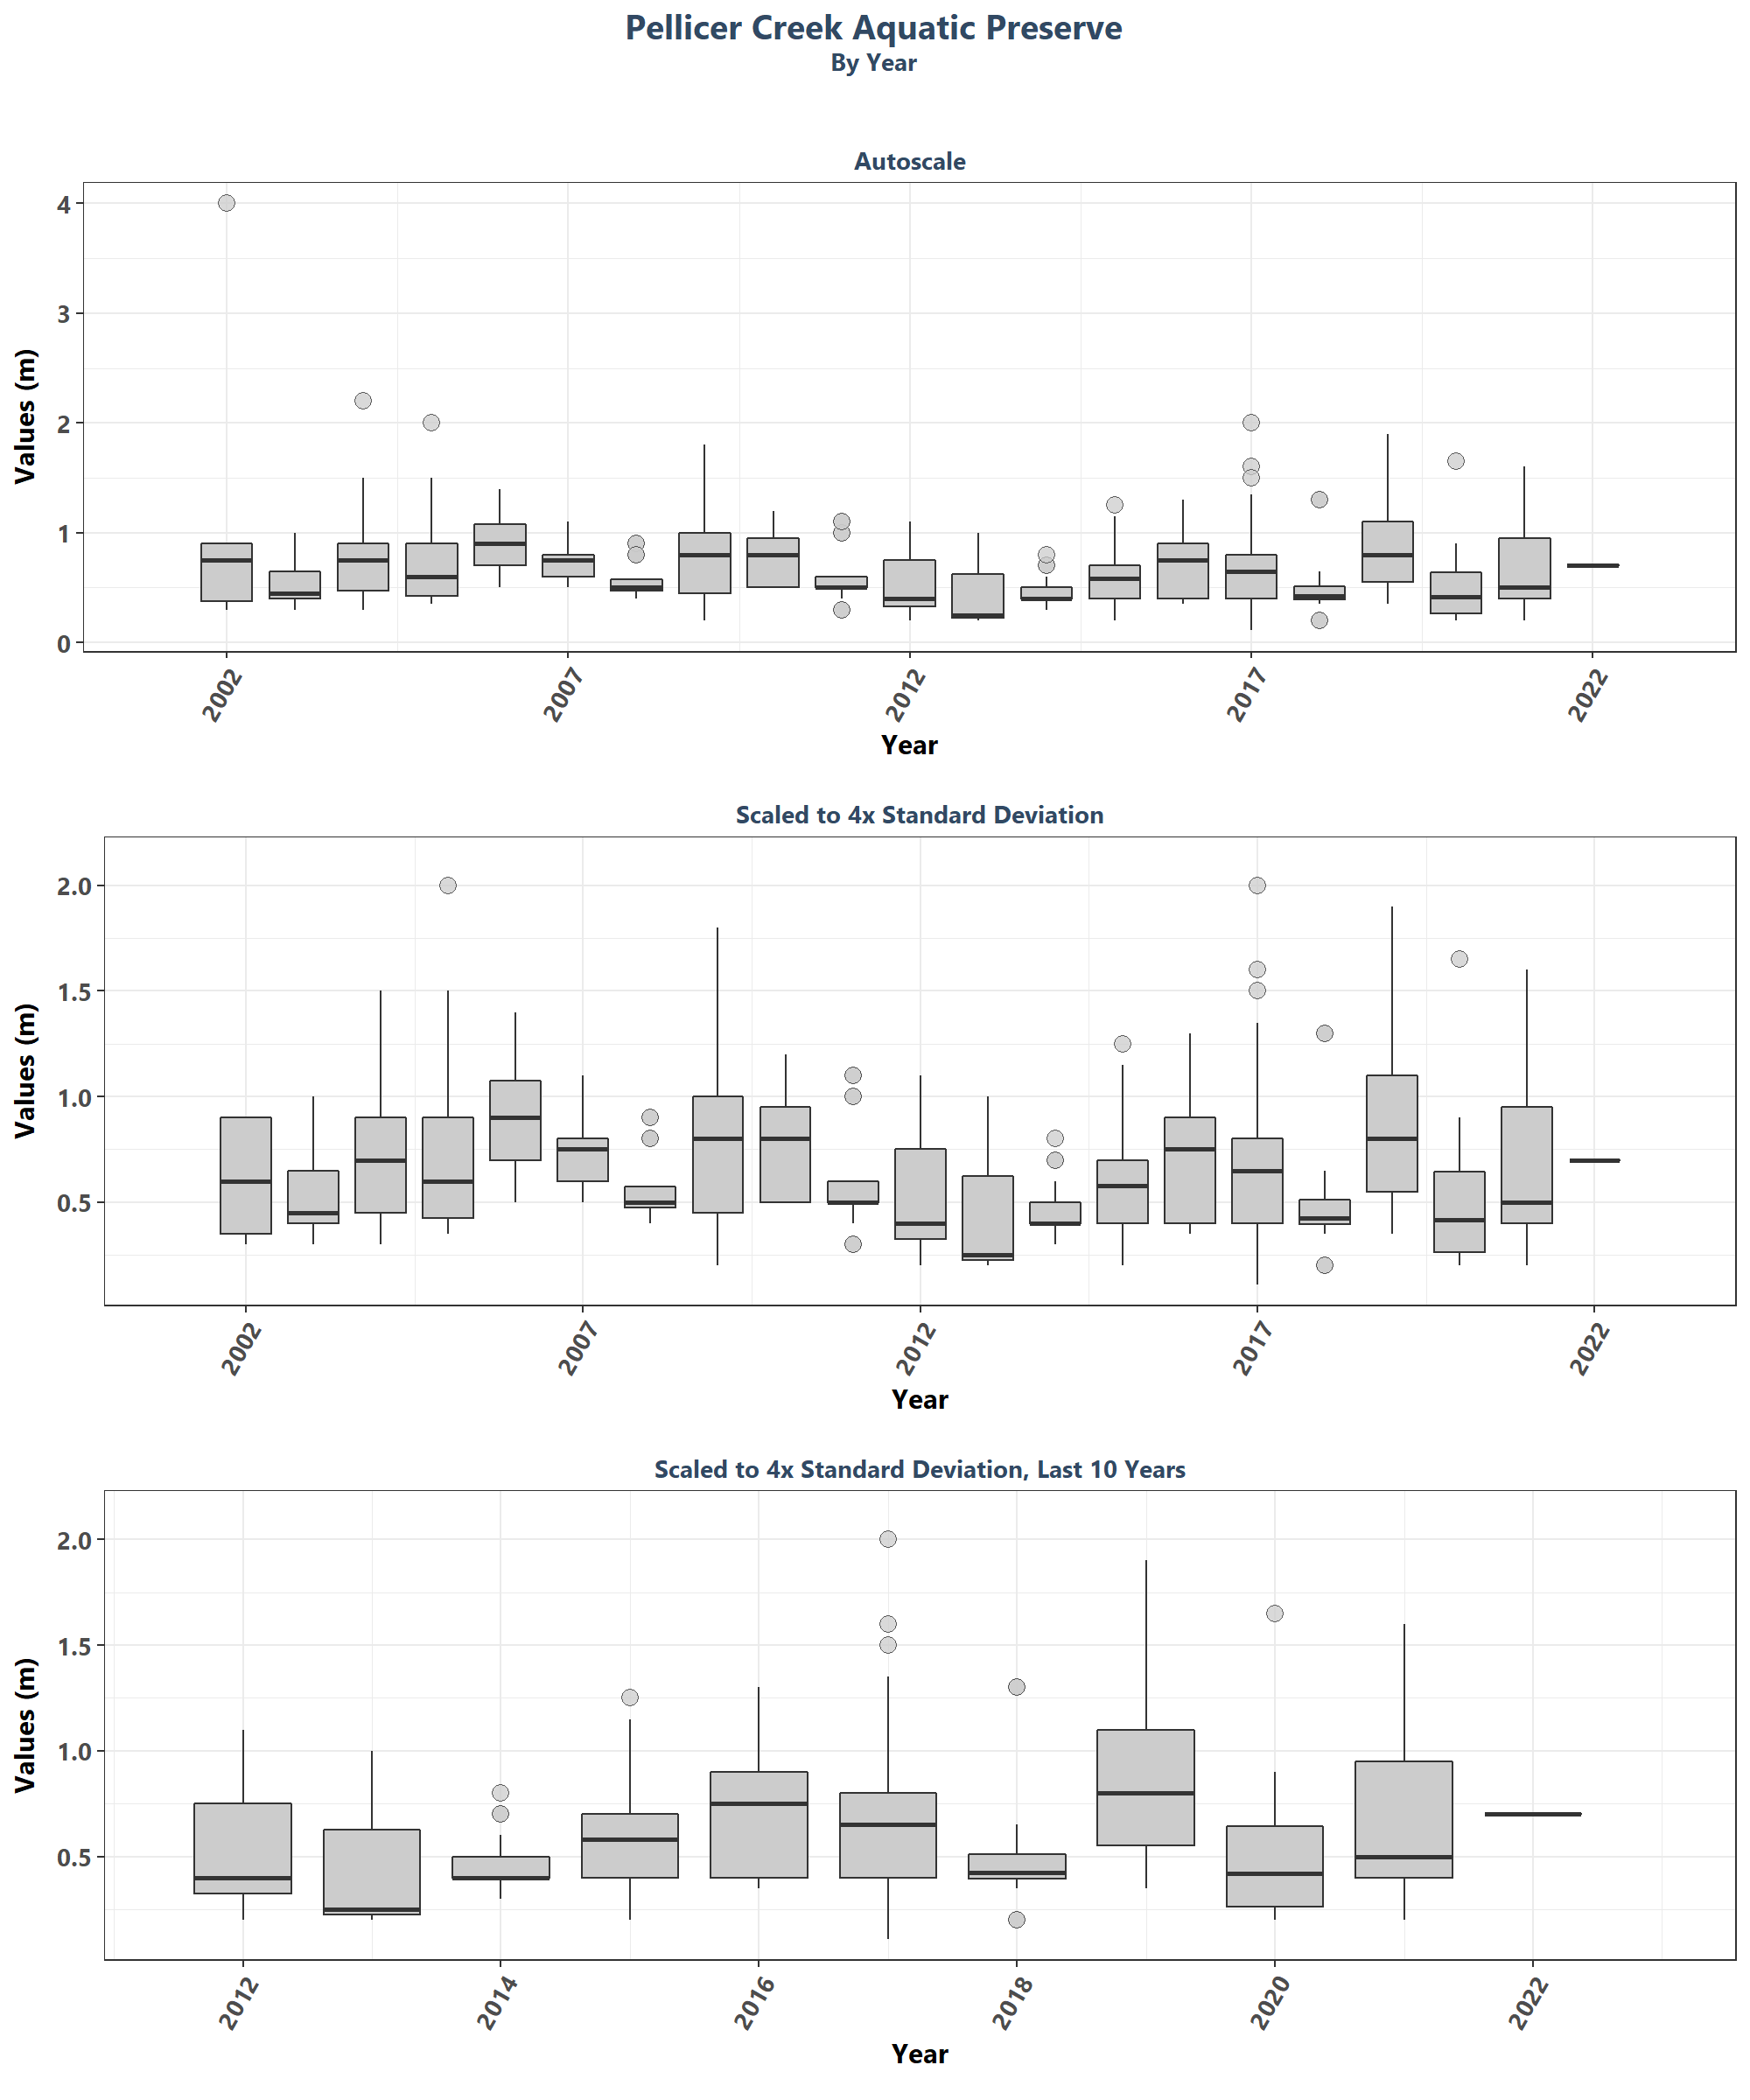 Pellicer Creek Aquatic Preserve
By Year
Autoscale
Values (m)
4
3
2
1
0
2002
2007
2012
2017
2022
Year
Scaled to 4x Standard Deviation
Values (m)
2.0
1.5
1.0
0.5
2002
2007
2012
2017
2022
Year
Scaled to 4x Standard Deviation, Last 10 Years
Values (m)
2.0
1.5
1.0
0.5
2012
2014
2016
2018
2020
2022
Year